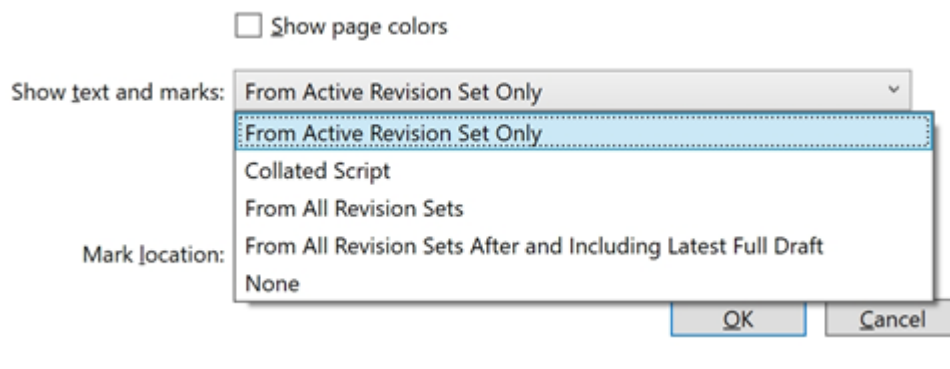 Show page colors
Show text and marks: From Active Revision Set Only
From Active Revision Set Only
Collated Script
From All Revision Sets
Mark location: From All Revision Sets After and Including Latest Full Draft
None
OK Cancel